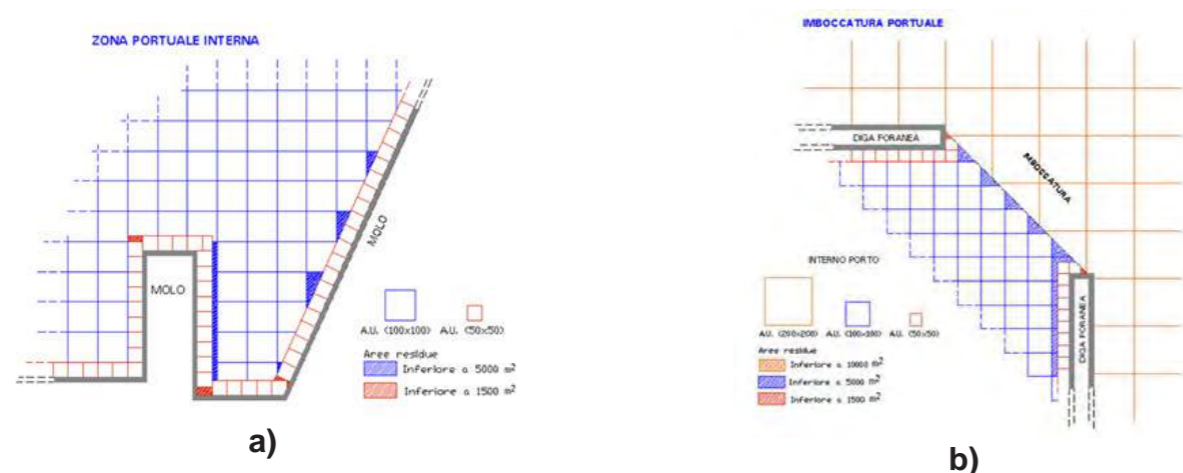 ZONA PORTUALE INTERNA
MOLO
MOLO
A.U. (100x100)
A.U. (50x50)
Aree residue
Inferiore a 5000 m²
Inferiore a 1500 m²
a)
IMBOCCATURA PORTUALE
DIGA FORANEA
IMBOCCATURA
INTERNO PORTO
DIGA FORANEA
A.U. (200x200)
A.U. (100x100)
A.U. (50x50)
Aree residue
Inferiore a 10000 m²
Inferiore a 5000 m²
Inferiore a 1500 m²
b)